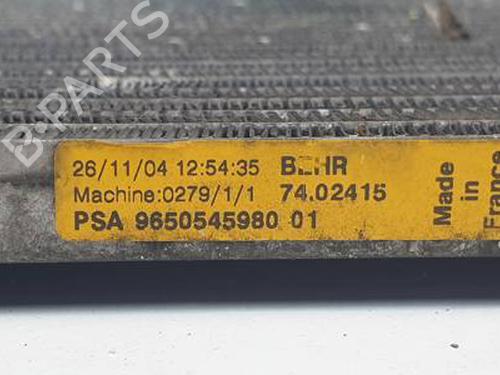 B-PARTS
26/11/04 12:54:35 BEHR
Machine:0279/1/1 74.02415
PSA 9650545980 01
Made
in
France